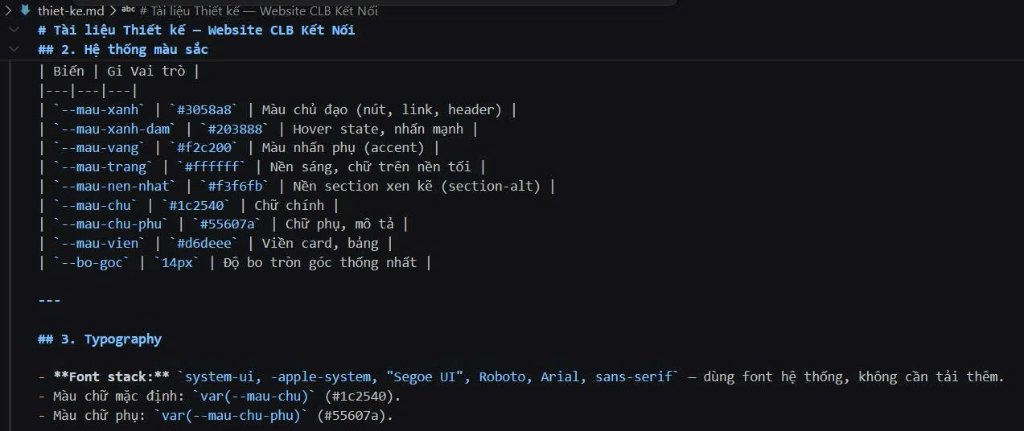 thiet-ke.md > abc # Tài liệu Thiết kế — Website CLB Kết Nối
# Tài liệu Thiết kế — Website CLB Kết Nối
## 2. Hệ thống màu sắc
| Biến | Gi Vai trò |
|---|---|---|
| `--mau-xanh` | `#3058a8` | Màu chủ đạo (nút, link, header) |
| `--mau-xanh-dam` | `#203888` | Hover state, nhấn mạnh |
| `--mau-vang` | `#f2c200` | Màu nhấn phụ (accent) |
| `--mau-trang` | `#ffffff` | Nền sáng, chữ trên nền tối |
| `--mau-nen-nhat` | `#f3f6fb` | Nền section xen kẽ (section-alt) |
| `--mau-chu` | `#1c2540` | Chữ chính |
| `--mau-chu-phu` | `#55607a` | Chữ phụ, mô tả |
| `--mau-vien` | `#d6deee` | Viền card, bảng |
| `--bo-goc` | `14px` | Độ bo tròn góc thống nhất |
---
## 3. Typography
- **Font stack:** `system-ui, -apple-system, "Segoe UI", Roboto, Arial, sans-serif` — dùng font hệ thống, không cần tải thêm.
- Màu chữ mặc định: `var(--mau-chu)` (#1c2540).
- Màu chữ phụ: `var(--mau-chu-phu)` (#55607a).